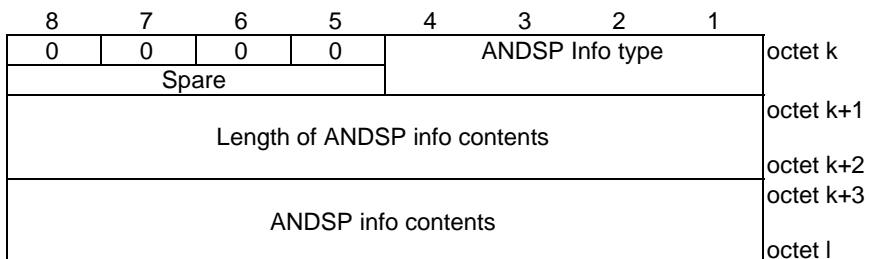 8 7 6 5 4 3 2 1
0 0 0 0 ANDSP Info type octet k
Spare
octet k+1
Length of ANDSP info contents
octet k+2
octet k+3
ANDSP info contents
octet l